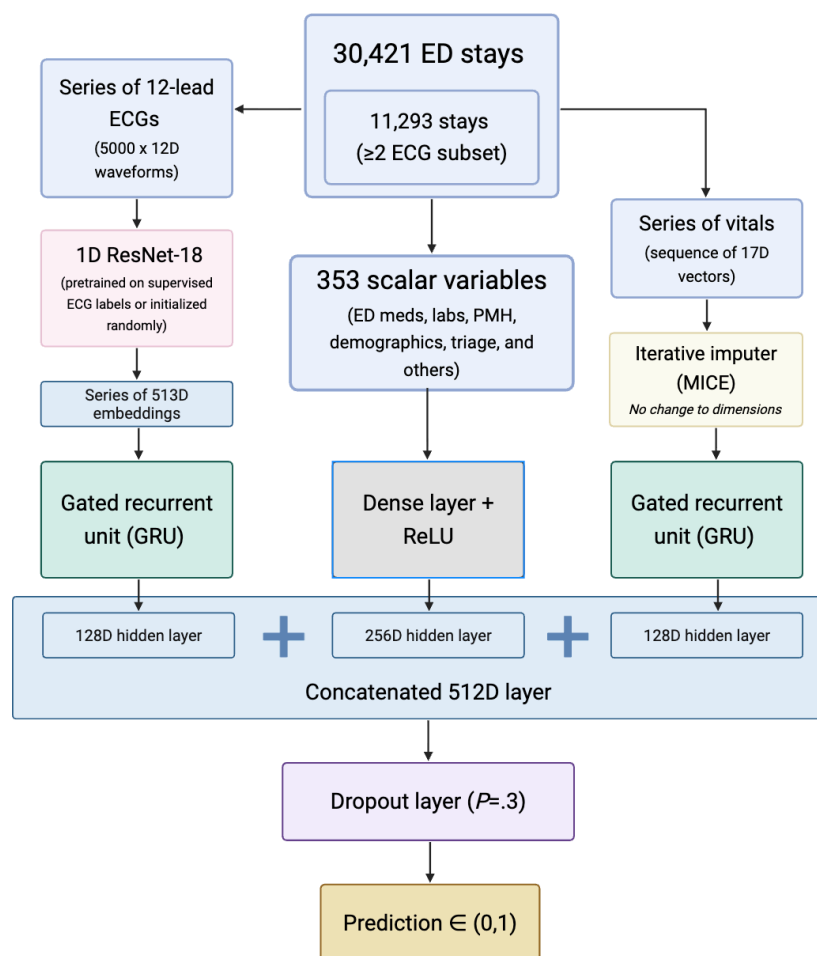 30,421 ED stays
11,293 stays
(≥2 ECG subset)
Series of 12-lead
ECGs
(5000 x 12D
waveforms)
Series of vitals
(sequence of 17D
vectors)
1D ResNet-18
(pretrained on supervised
ECG labels or initialized
randomly)
353 scalar variables
(ED meds, labs, PMH,
demographics, triage, and
others)
Iterative imputer
(MICE)
No change to dimensions
Series of 513D
embeddings
Gated recurrent
unit (GRU)
Dense layer +
ReLU
Gated recurrent
unit (GRU)
128D hidden layer
+
256D hidden layer
+
128D hidden layer
Concatenated 512D layer
Dropout layer (P=.3)
Prediction ∈ (0,1)